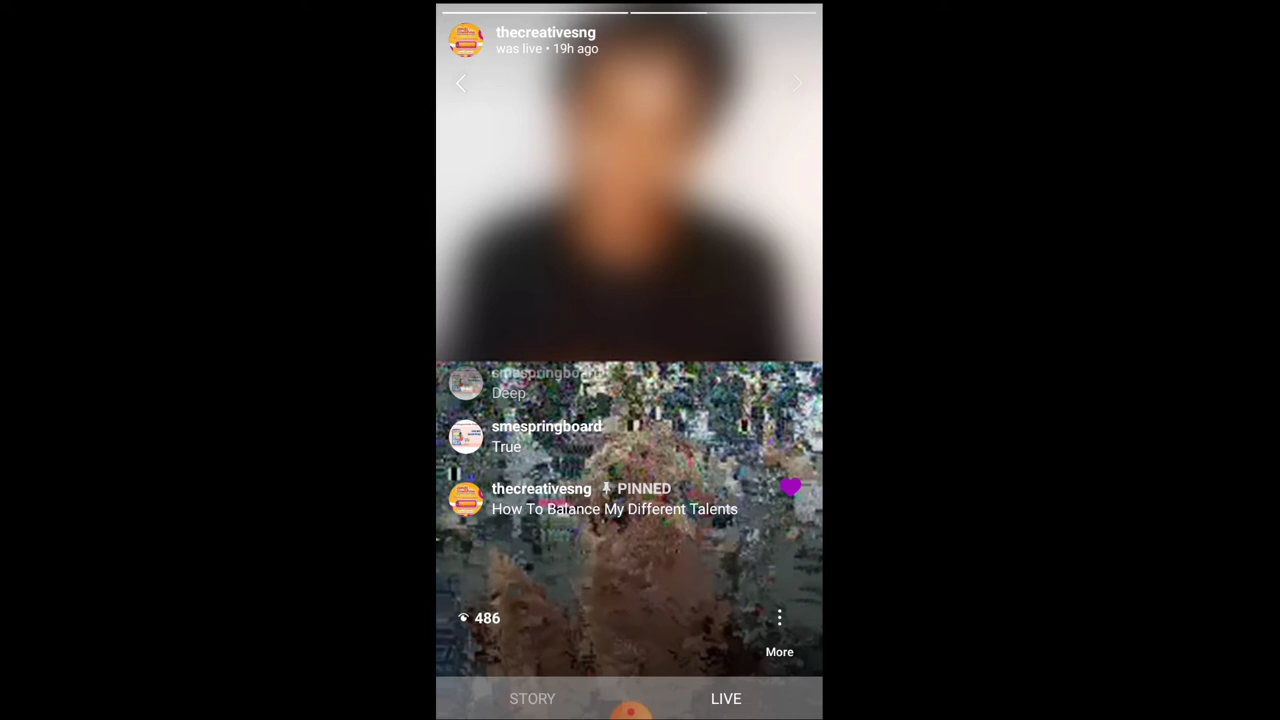 thecreativesng
was live • 19h ago
smespringboard
Deep
smespringboard
True
thecreativesng PINNED
How To Balance My Different Talents
486
More
STORY LIVE